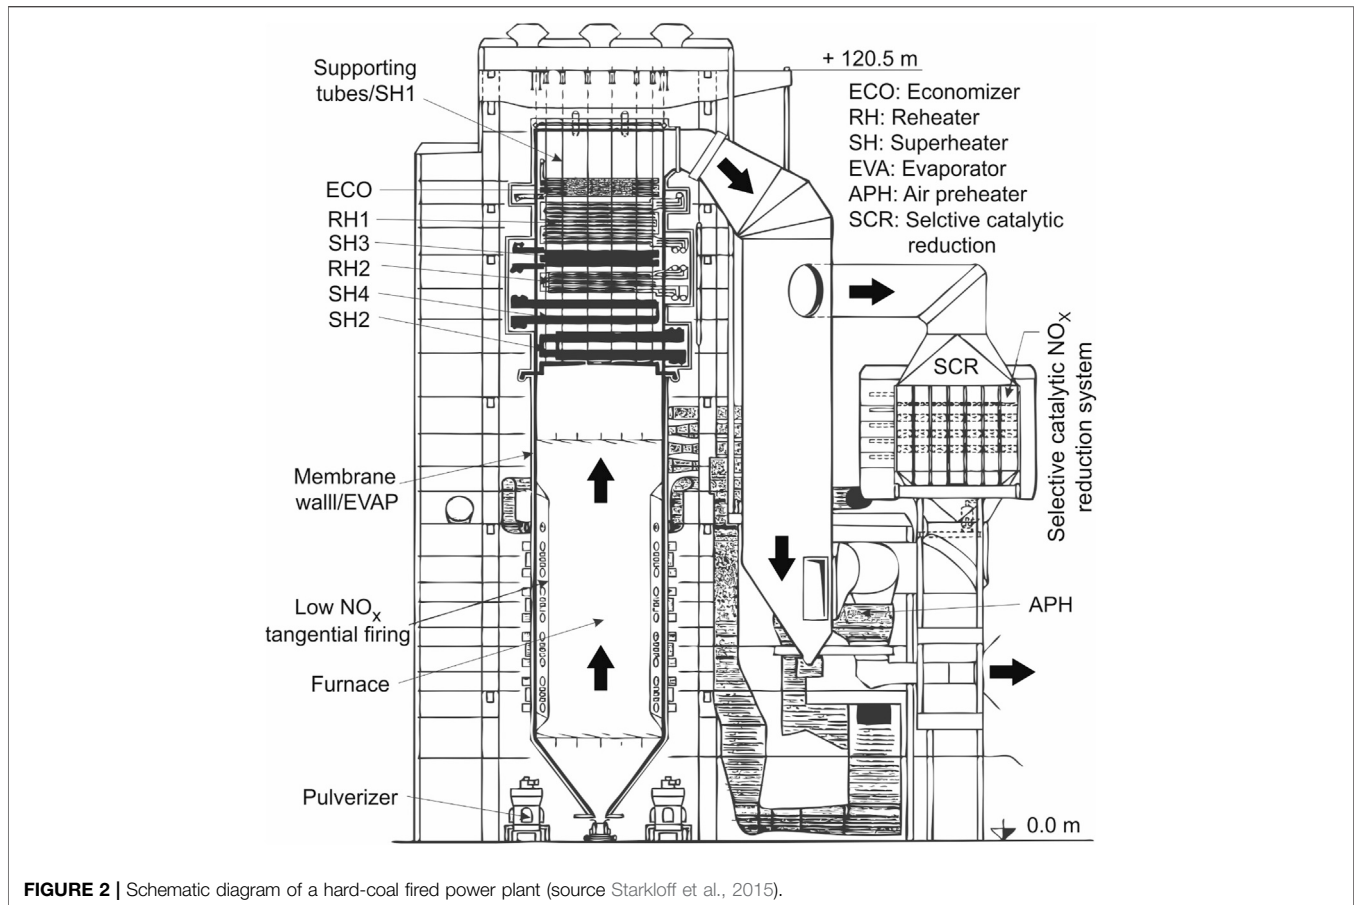 Supporting
tubes/SH1
+ 120.5 m
ECO: Economizer
RH: Reheater
SH: Superheater
EVA: Evaporator
APH: Air preheater
SCR: Selctive catalytic
reduction
ECO
RH1
SH3
RH2
SH4
SH2
SCR
Selective catalytic NOX
reduction system
Membrane
walll/EVAP
Low NOx
tangential firing
APH
Furnace
Pulverizer
0.0 m
FIGURE 2 | Schematic diagram of a hard-coal fired power plant (source Starkloff et al., 2015).